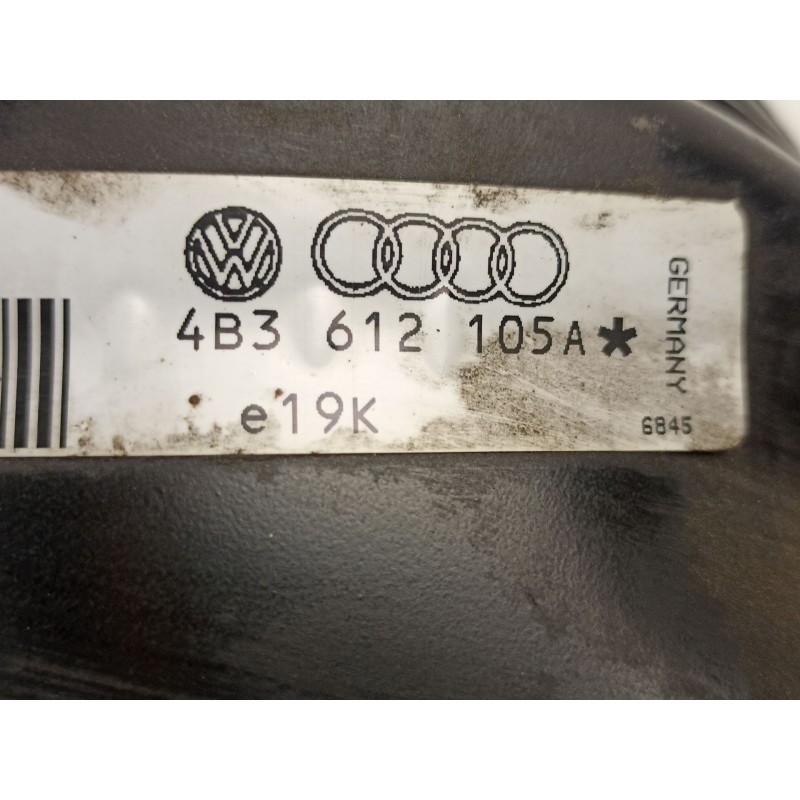 4B3 612 105A*
e19K
GERMANY
6845